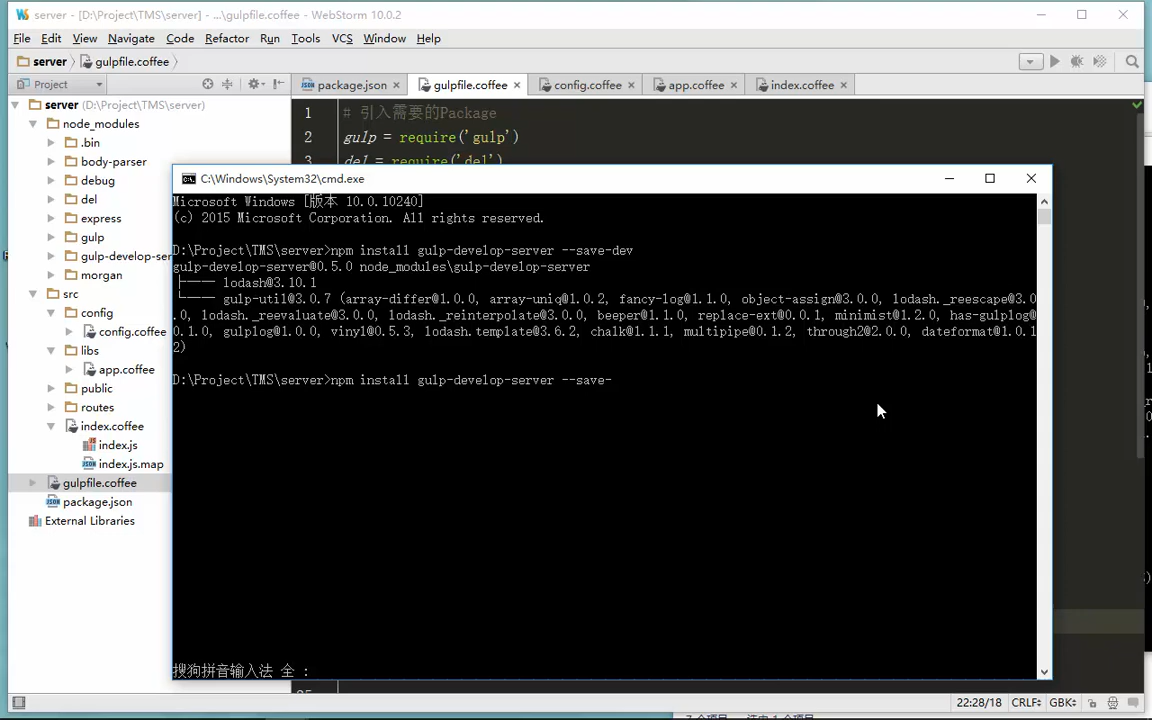 server - [D:\Project\TMS\server] - ...\gulpfile.coffee - WebStorm 10.0.2
File Edit View Navigate Code Refactor Run Tools VCS Window Help
server gulpfile.coffee
Project package.json gulpfile.coffee config.coffee app.coffee index.coffee
server (D:\Project\TMS\server)
node_modules
.bin
body-parser
debug
del
express
gulp
gulp-develop-ser
morgan
src
config
config.coffee
libs
app.coffee
public
routes
index.coffee
index.js
index.js.map
gulpfile.coffee
package.json
External Libraries
1 # 引入需要的Package
2 gulp = require('gulp')
3 del = require('del')
C:\Windows\System32\cmd.exe
Microsoft Windows [版本 10.0.10240]
(c) 2015 Microsoft Corporation. All rights reserved.
D:\Project\TMS\server>npm install gulp-develop-server --save-dev
gulp-develop-server@0.5.0 node_modules\gulp-develop-server
├── lodash@3.10.1
└── gulp-util@3.0.7 (array-differ@1.0.0, array-uniq@1.0.2, fancy-log@1.1.0, object-assign@3.0.0, lodash._reescape@3.0
.0, lodash._reevaluate@3.0.0, lodash._reinterpolate@3.0.0, beeper@1.1.0, replace-ext@0.0.1, minimist@1.2.0, has-gulplog@
0.1.0, gulplog@1.0.0, vinyl@0.5.3, lodash.template@3.6.2, chalk@1.1.1, multipipe@0.1.2, through2@2.0.0, dateformat@1.0.1
2)
D:\Project\TMS\server>npm install gulp-develop-server --save-
搜狗拼音输入法 全 :
22:28/18 CRLF GBK